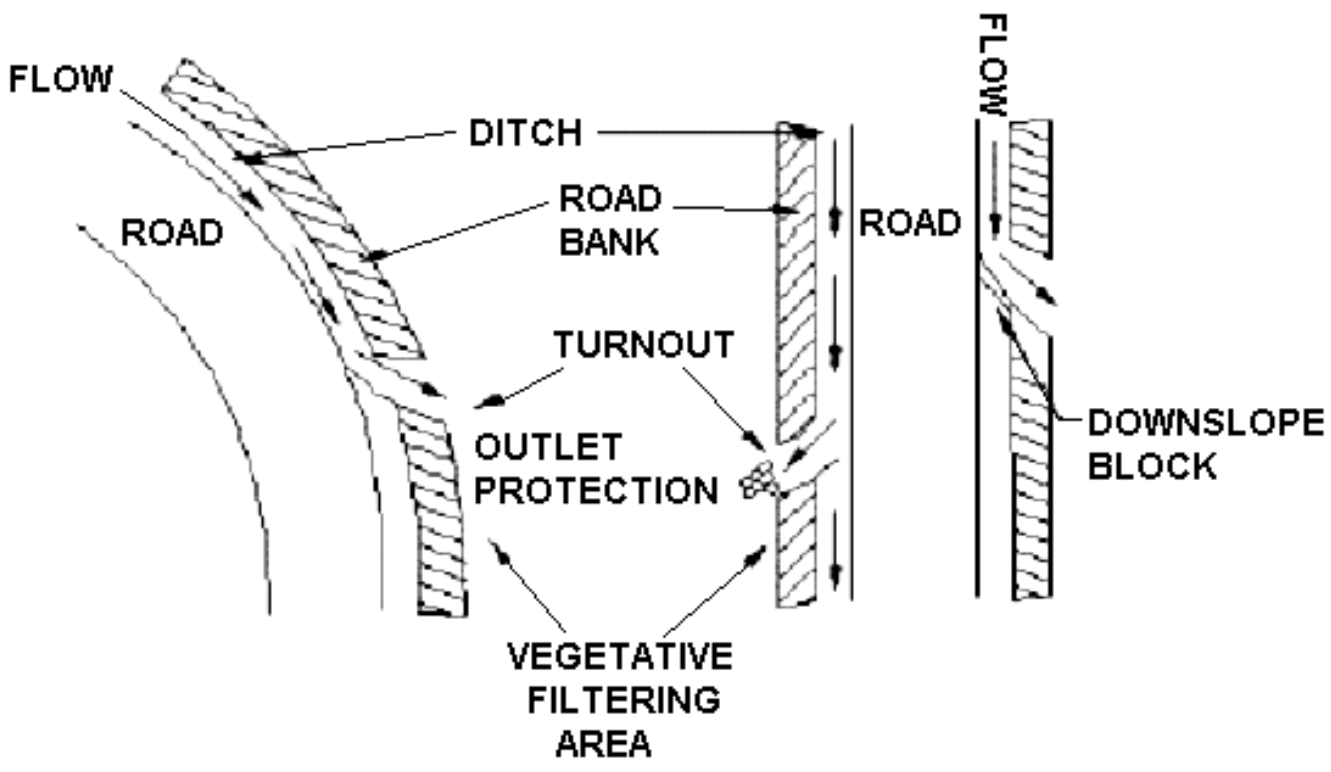 FLOW
FLOW
DITCH
ROAD
BANK
ROAD
ROAD
TURNOUT
OUTLET
PROTECTION
DOWNSLOPE
BLOCK
VEGETATIVE
FILTERING
AREA